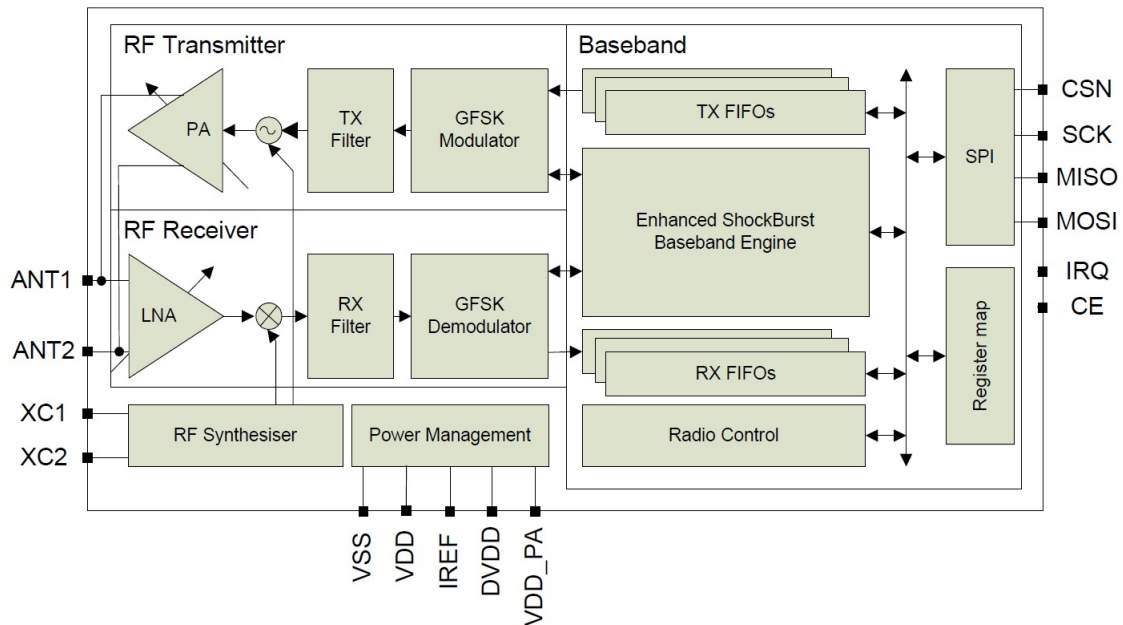 RF Transmitter
Baseband
PA
TX
Filter
GFSK
Modulator
TX FIFOs
SPI
CSN
SCK
MISO
MOSI
Enhanced ShockBurst
Baseband Engine
RF Receiver
ANT1
ANT2
LNA
RX
Filter
GFSK
Demodulator
RX FIFOs
Register map
IRQ
CE
XC1
XC2
RF Synthesiser
Power Management
Radio Control
VSS
VDD
IREF
DVDD
VDD_PA